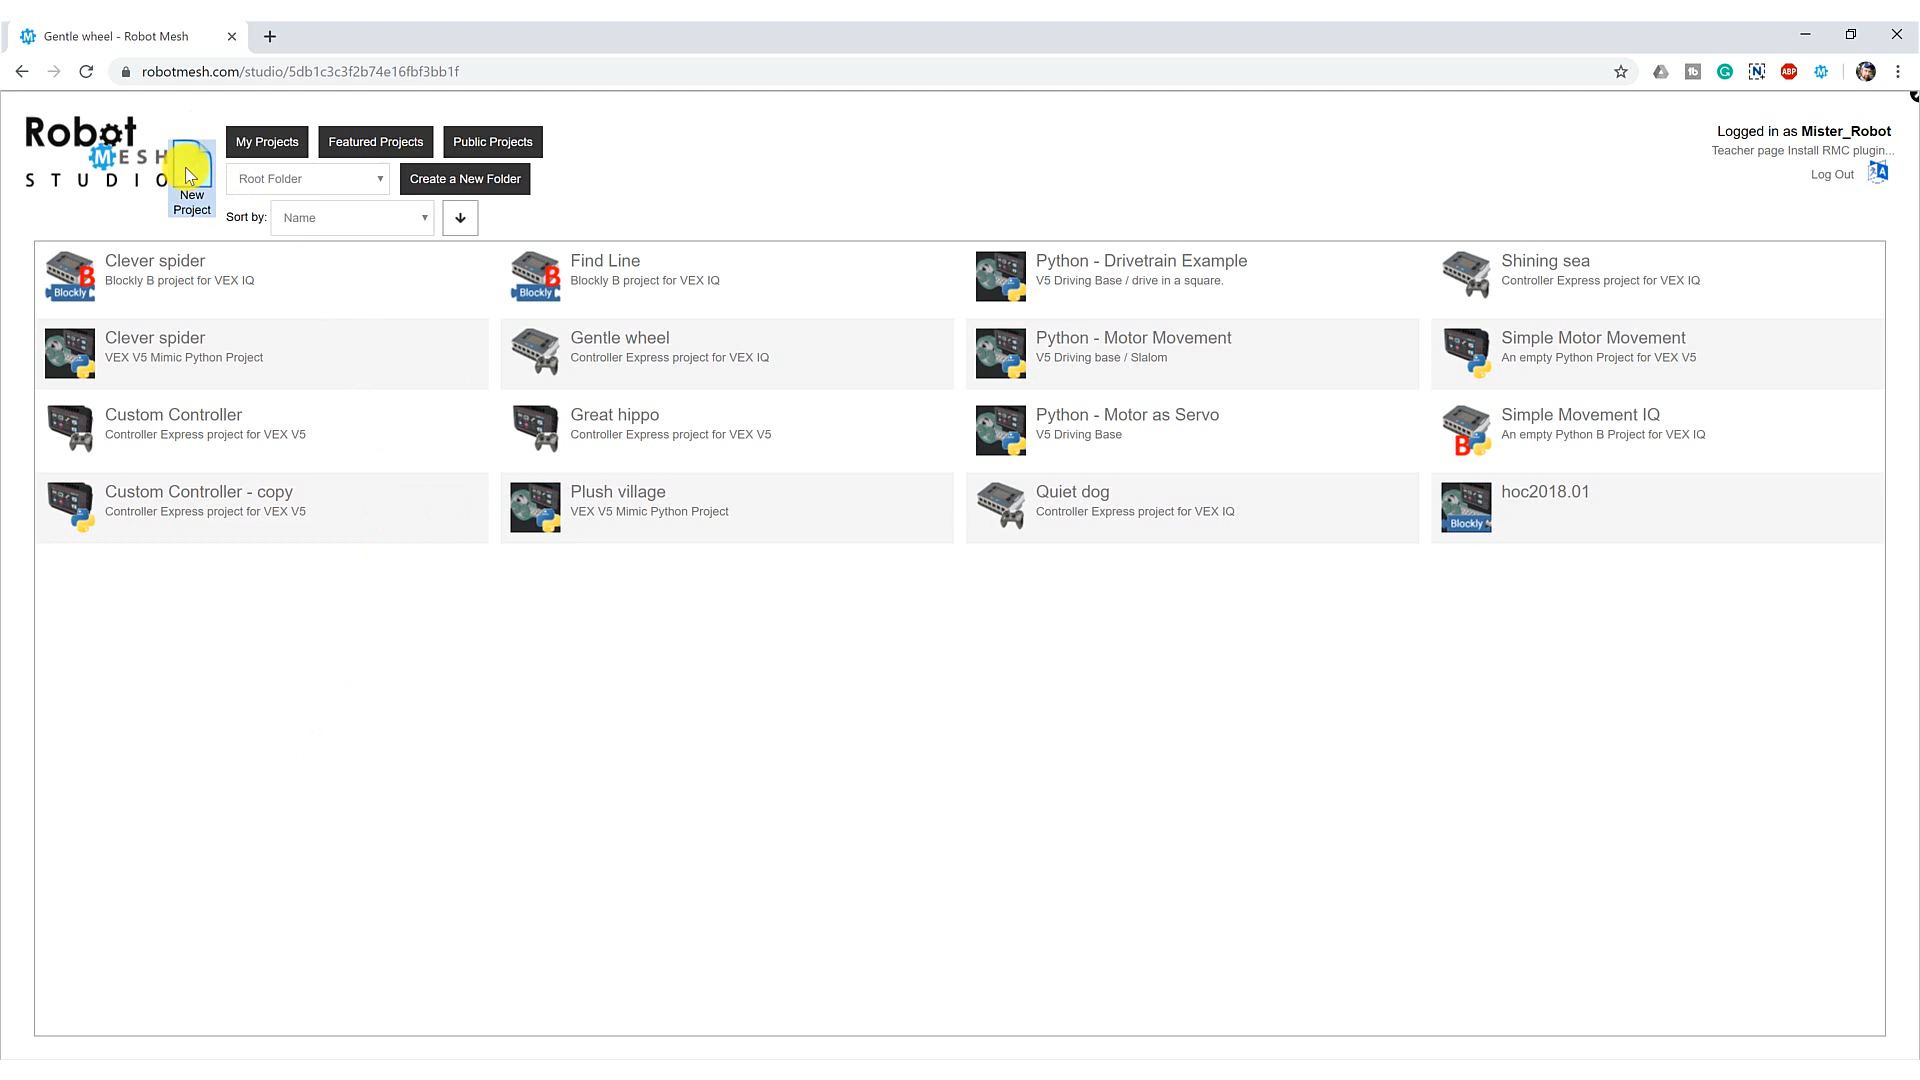 Gentle wheel - Robot Mesh
robotmesh.com/studio/5db1c3c3f2b74e16fbf3bb1f
Robot
MESH
STUDIO
New
Project
My Projects
Featured Projects
Public Projects
Root Folder
Create a New Folder
Sort by:
Name
Logged in as Mister_Robot
Teacher page Install RMC plugin...
Log Out
Clever spider
Blockly B project for VEX IQ
B
Blockly
Find Line
Blockly B project for VEX IQ
B
Blockly
Python - Drivetrain Example
V5 Driving Base / drive in a square.
Shining sea
Controller Express project for VEX IQ
Clever spider
VEX V5 Mimic Python Project
Gentle wheel
Controller Express project for VEX IQ
Python - Motor Movement
V5 Driving base / Slalom
Simple Motor Movement
An empty Python Project for VEX V5
Custom Controller
Controller Express project for VEX V5
Great hippo
Controller Express project for VEX V5
Python - Motor as Servo
V5 Driving Base
Simple Movement IQ
An empty Python B Project for VEX IQ
B
Custom Controller - copy
Controller Express project for VEX V5
Plush village
VEX V5 Mimic Python Project
Quiet dog
Controller Express project for VEX IQ
hoc2018.01
Blockly